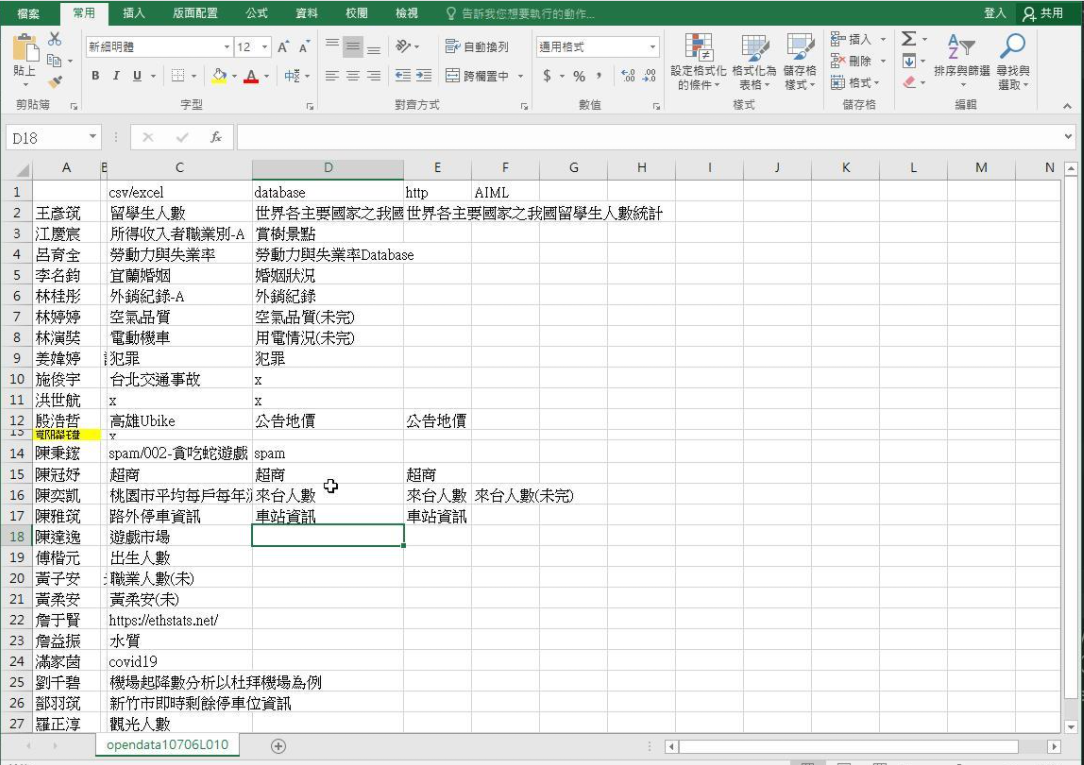 檔案 常用 插入 版面配置 公式 資料 校閱 檢視 告訴我您想要執行的動作... 登入 共用
新細明體 12 自動換列 通用格式 插入
貼上 B I U 跨欄置中 $ % 設定格式化的條件 格式化為表格 儲存格樣式 刪除 格式 排序與篩選 尋找與選取
剪貼簿 字型 對齊方式 數值 樣式 儲存格 編輯
D18 fx
A B C D E F G H I J K L M N
1 csv/excel database http AIML
2 王彥筑 留學生人數 世界各主要國家之我國 世界各主要國家之我國留學生人數統計
3 江慶宸 所得收入者職業別-A 賞樹景點
4 呂育全 勞動力與失業率 勞動力與失業率Database
5 李名鈞 宜蘭婚姻 婚姻狀況
6 林桂彤 外銷紀錄-A 外銷紀錄
7 林婷婷 空氣品質 空氣品質(未完)
8 林演奘 電動機車 用電情況(未完)
9 姜媁婷 犯罪 犯罪
10 施俊宇 台北交通事故 x
11 洪世航 x x
12 殷浩哲 高雄Ubike 公告地價 公告地價
13 x
14 陳秉鎹 spam/002-貪吃蛇遊戲 spam
15 陳冠妤 超商 超商 超商
16 陳奕凱 桃園市平均每戶每年 來台人數 來台人數 來台人數(未完)
17 陳雅筑 路外停車資訊 車站資訊 車站資訊
18 陳達逸 遊戲市場
19 傅楷元 出生人數
20 黃子安 職業人數(未)
21 黃柔安 黃柔安(未)
22 詹于賢 https://ethstats.net/
23 詹益振 水質
24 滿家茵 covid19
25 劉千碧 機場起降數分析以杜拜機場為例
26 鄒羽筑 新竹市即時剩餘停車位資訊
27 羅正淳 觀光人數
opendata10706L010